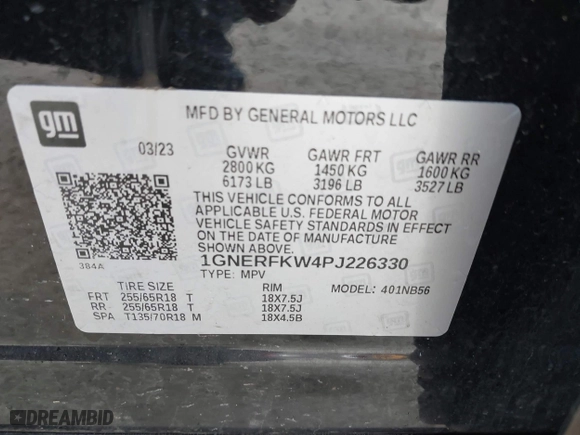 gm
MFD BY GENERAL MOTORS LLC
03/23 GVWR GAWR FRT GAWR RR
2800 KG 1450 KG 1600 KG
6173 LB 3196 LB 3527 LB
THIS VEHICLE CONFORMS TO ALL
APPLICABLE U.S. FEDERAL MOTOR
VEHICLE SAFETY STANDARDS IN EFFECT
ON THE DATE OF MANUFACTURE
SHOWN ABOVE.
384A 1GNERFKW4PJ226330
TYPE: MPV MODEL: 401NB56
TIRE SIZE RIM
FRT 255/65R18 T 18X7.5J
RR 255/65R18 T 18X7.5J
SPA T135/70R18 M 18X4.5B
DREAMBID